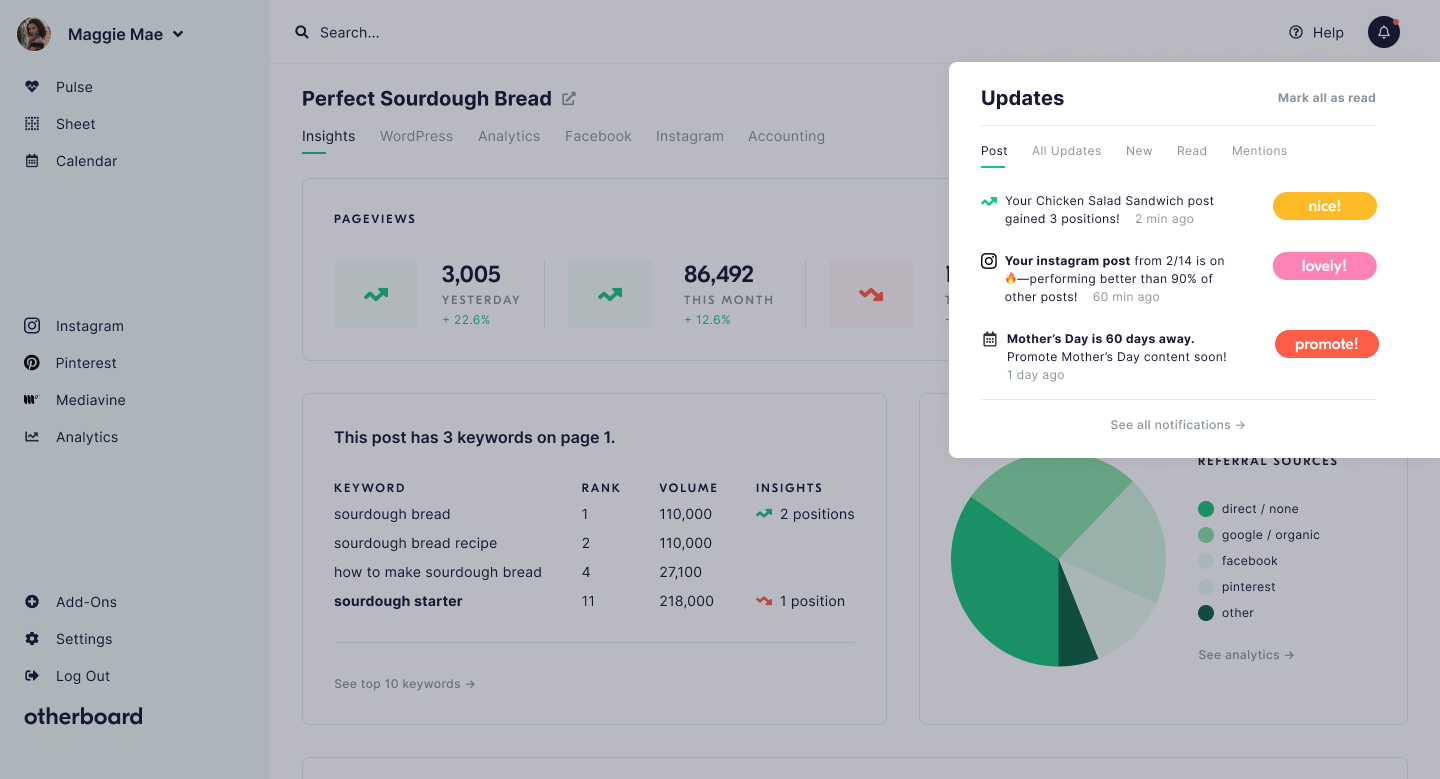 Maggie Mae
Search...
Help
Pulse
Sheet
Calendar
Instagram
Pinterest
Mediavine
Analytics
Add-Ons
Settings
Log Out
otherboard
Perfect Sourdough Bread
Insights WordPress Analytics Facebook Instagram Accounting
PAGEVIEWS
3,005
YESTERDAY
+ 22.6%
86,492
THIS MONTH
+ 12.6%
This post has 3 keywords on page 1.
KEYWORD RANK VOLUME INSIGHTS
sourdough bread 1 110,000 2 positions
sourdough bread recipe 2 110,000
how to make sourdough bread 4 27,100
sourdough starter 11 218,000 1 position
See top 10 keywords →
REFERRAL SOURCES
direct / none
google / organic
facebook
pinterest
other
See analytics →
Updates
Mark all as read
Post All Updates New Read Mentions
Your Chicken Salad Sandwich post
gained 3 positions! 2 min ago
nice!
Your instagram post from 2/14 is on
🔥—performing better than 90% of
other posts! 60 min ago
lovely!
Mother’s Day is 60 days away.
Promote Mother’s Day content soon!
1 day ago
promote!
See all notifications →